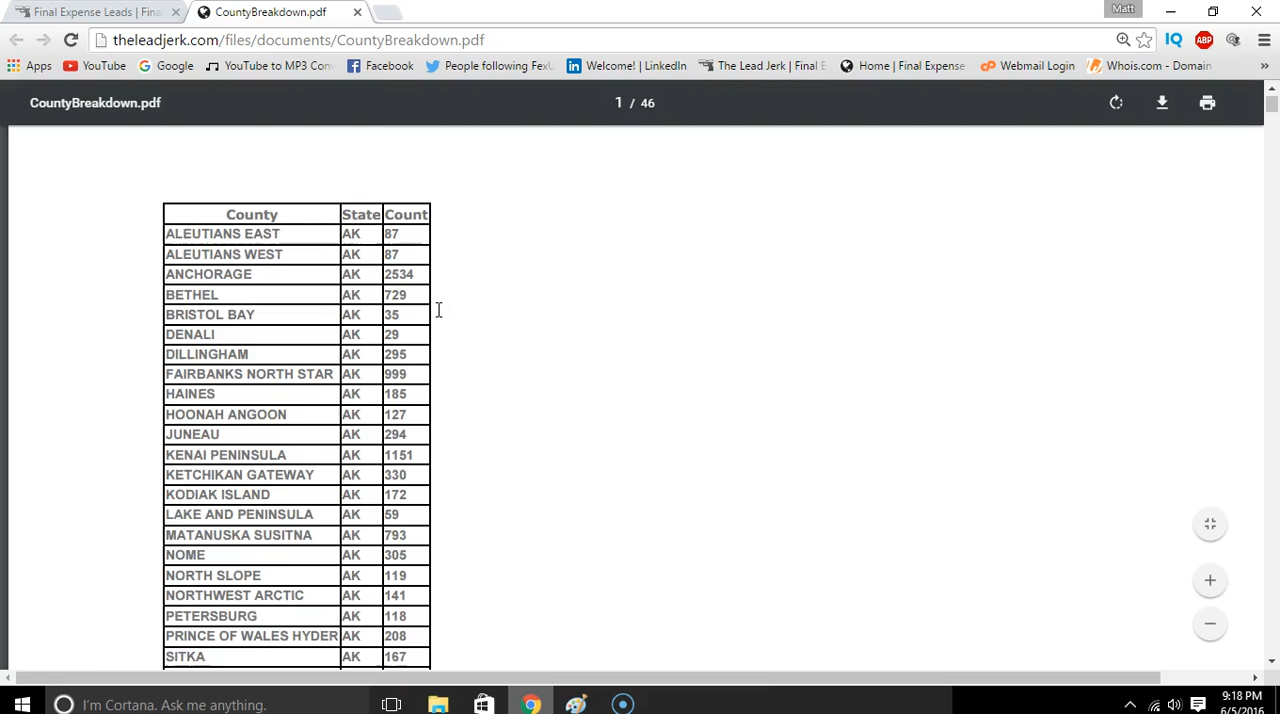 Final Expense Leads | Fina
CountyBreakdown.pdf
Matt
theleadjerk.com/files/documents/CountyBreakdown.pdf
IQ
ABP
Apps
YouTube
Google
YouTube to MP3 Con
Facebook
People following FexU
Welcome! | LinkedIn
The Lead Jerk | Final E
Home | Final Expense
Webmail Login
Whois.com - Domain
»
CountyBreakdown.pdf
1 / 46
County State Count
ALEUTIANS EAST AK 87
ALEUTIANS WEST AK 87
ANCHORAGE AK 2534
BETHEL AK 729
BRISTOL BAY AK 35
DENALI AK 29
DILLINGHAM AK 295
FAIRBANKS NORTH STAR AK 999
HAINES AK 185
HOONAH ANGOON AK 127
JUNEAU AK 294
KENAI PENINSULA AK 1151
KETCHIKAN GATEWAY AK 330
KODIAK ISLAND AK 172
LAKE AND PENINSULA AK 59
MATANUSKA SUSITNA AK 793
NOME AK 305
NORTH SLOPE AK 119
NORTHWEST ARCTIC AK 141
PETERSBURG AK 118
PRINCE OF WALES HYDER AK 208
SITKA AK 167
I'm Cortana. Ask me anything.
9:18 PM
6/5/2016